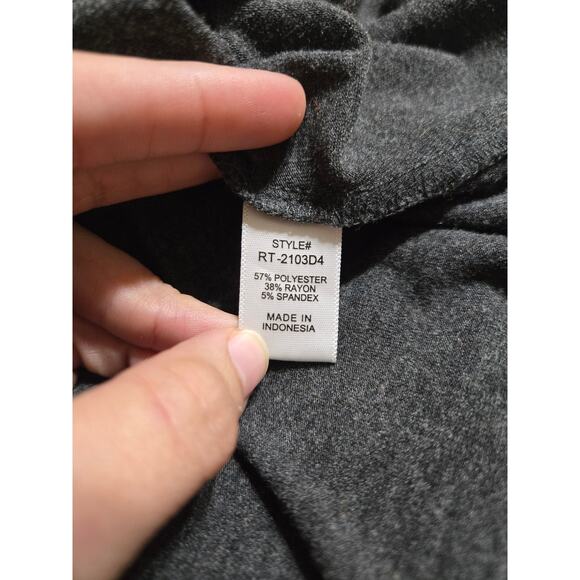 STYLE#
RT-2103D4
57% POLYESTER
38% RAYON
5% SPANDEX
MADE IN
INDONESIA